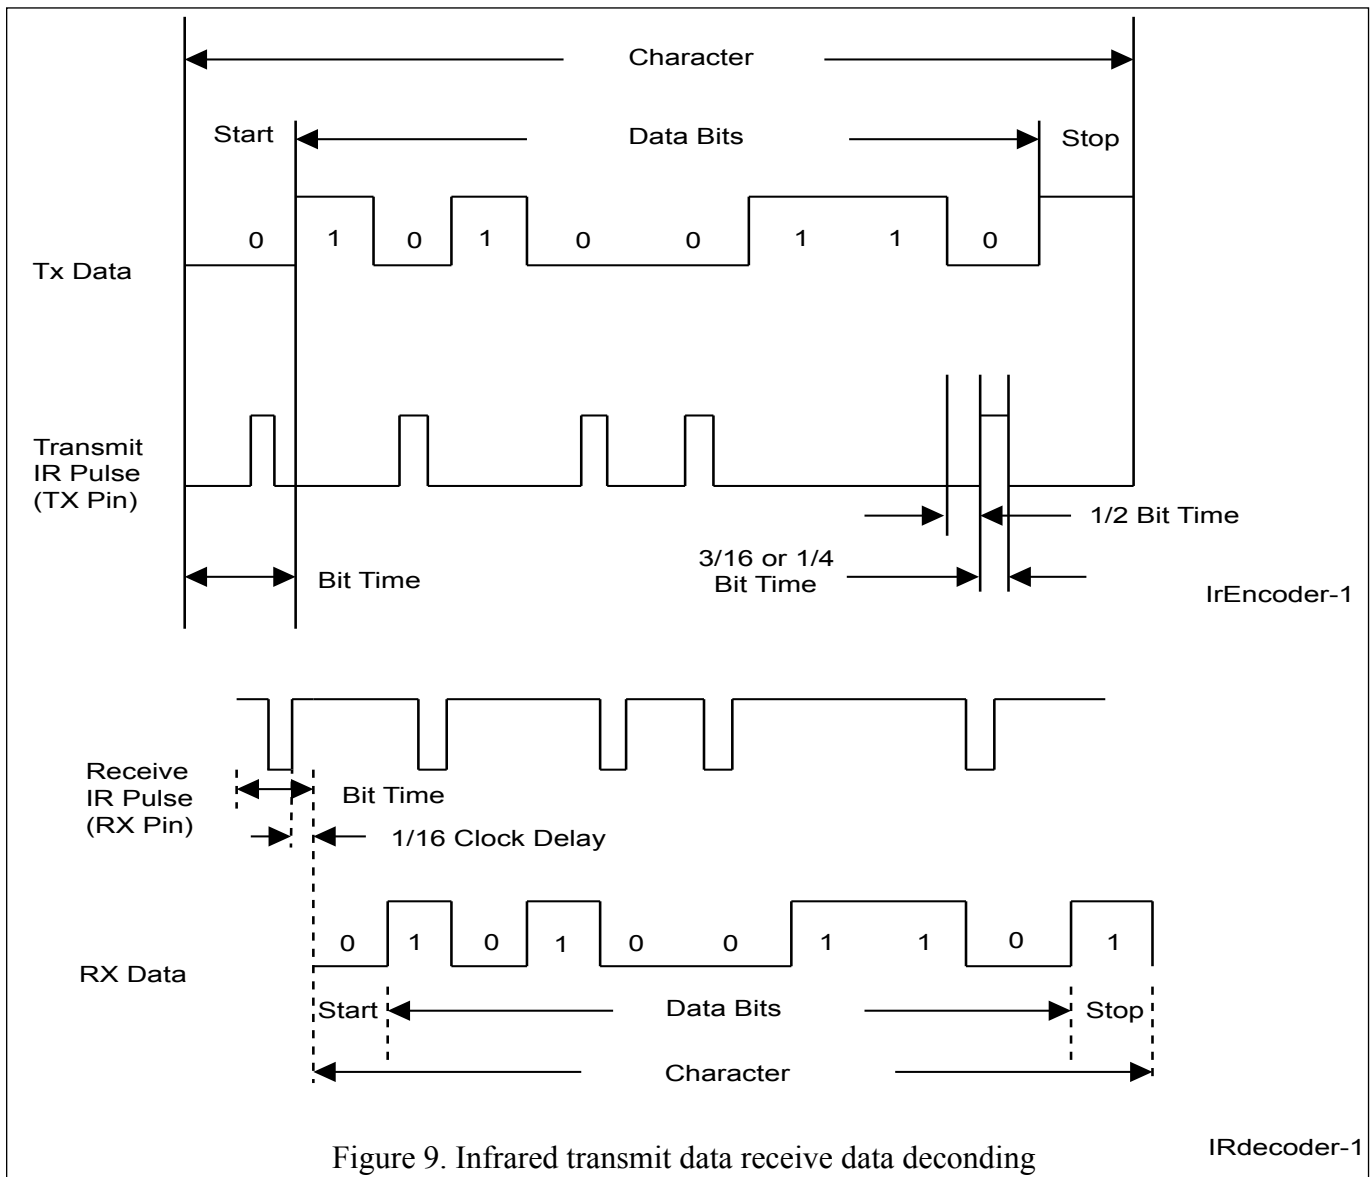 Character
Start
Data Bits
Stop
0 1 0 1 0 0 1 1 0
Tx Data
Transmit
IR Pulse
(TX Pin)
1/2 Bit Time
3/16 or 1/4
Bit Time
Bit Time
IrEncoder-1
Receive
IR Pulse
(RX Pin)
Bit Time
1/16 Clock Delay
0 1 0 1 0 0 1 1 0 1
RX Data
Start
Data Bits
Stop
Character
IRdecoder-1
Figure 9. Infrared transmit data receive data deconding